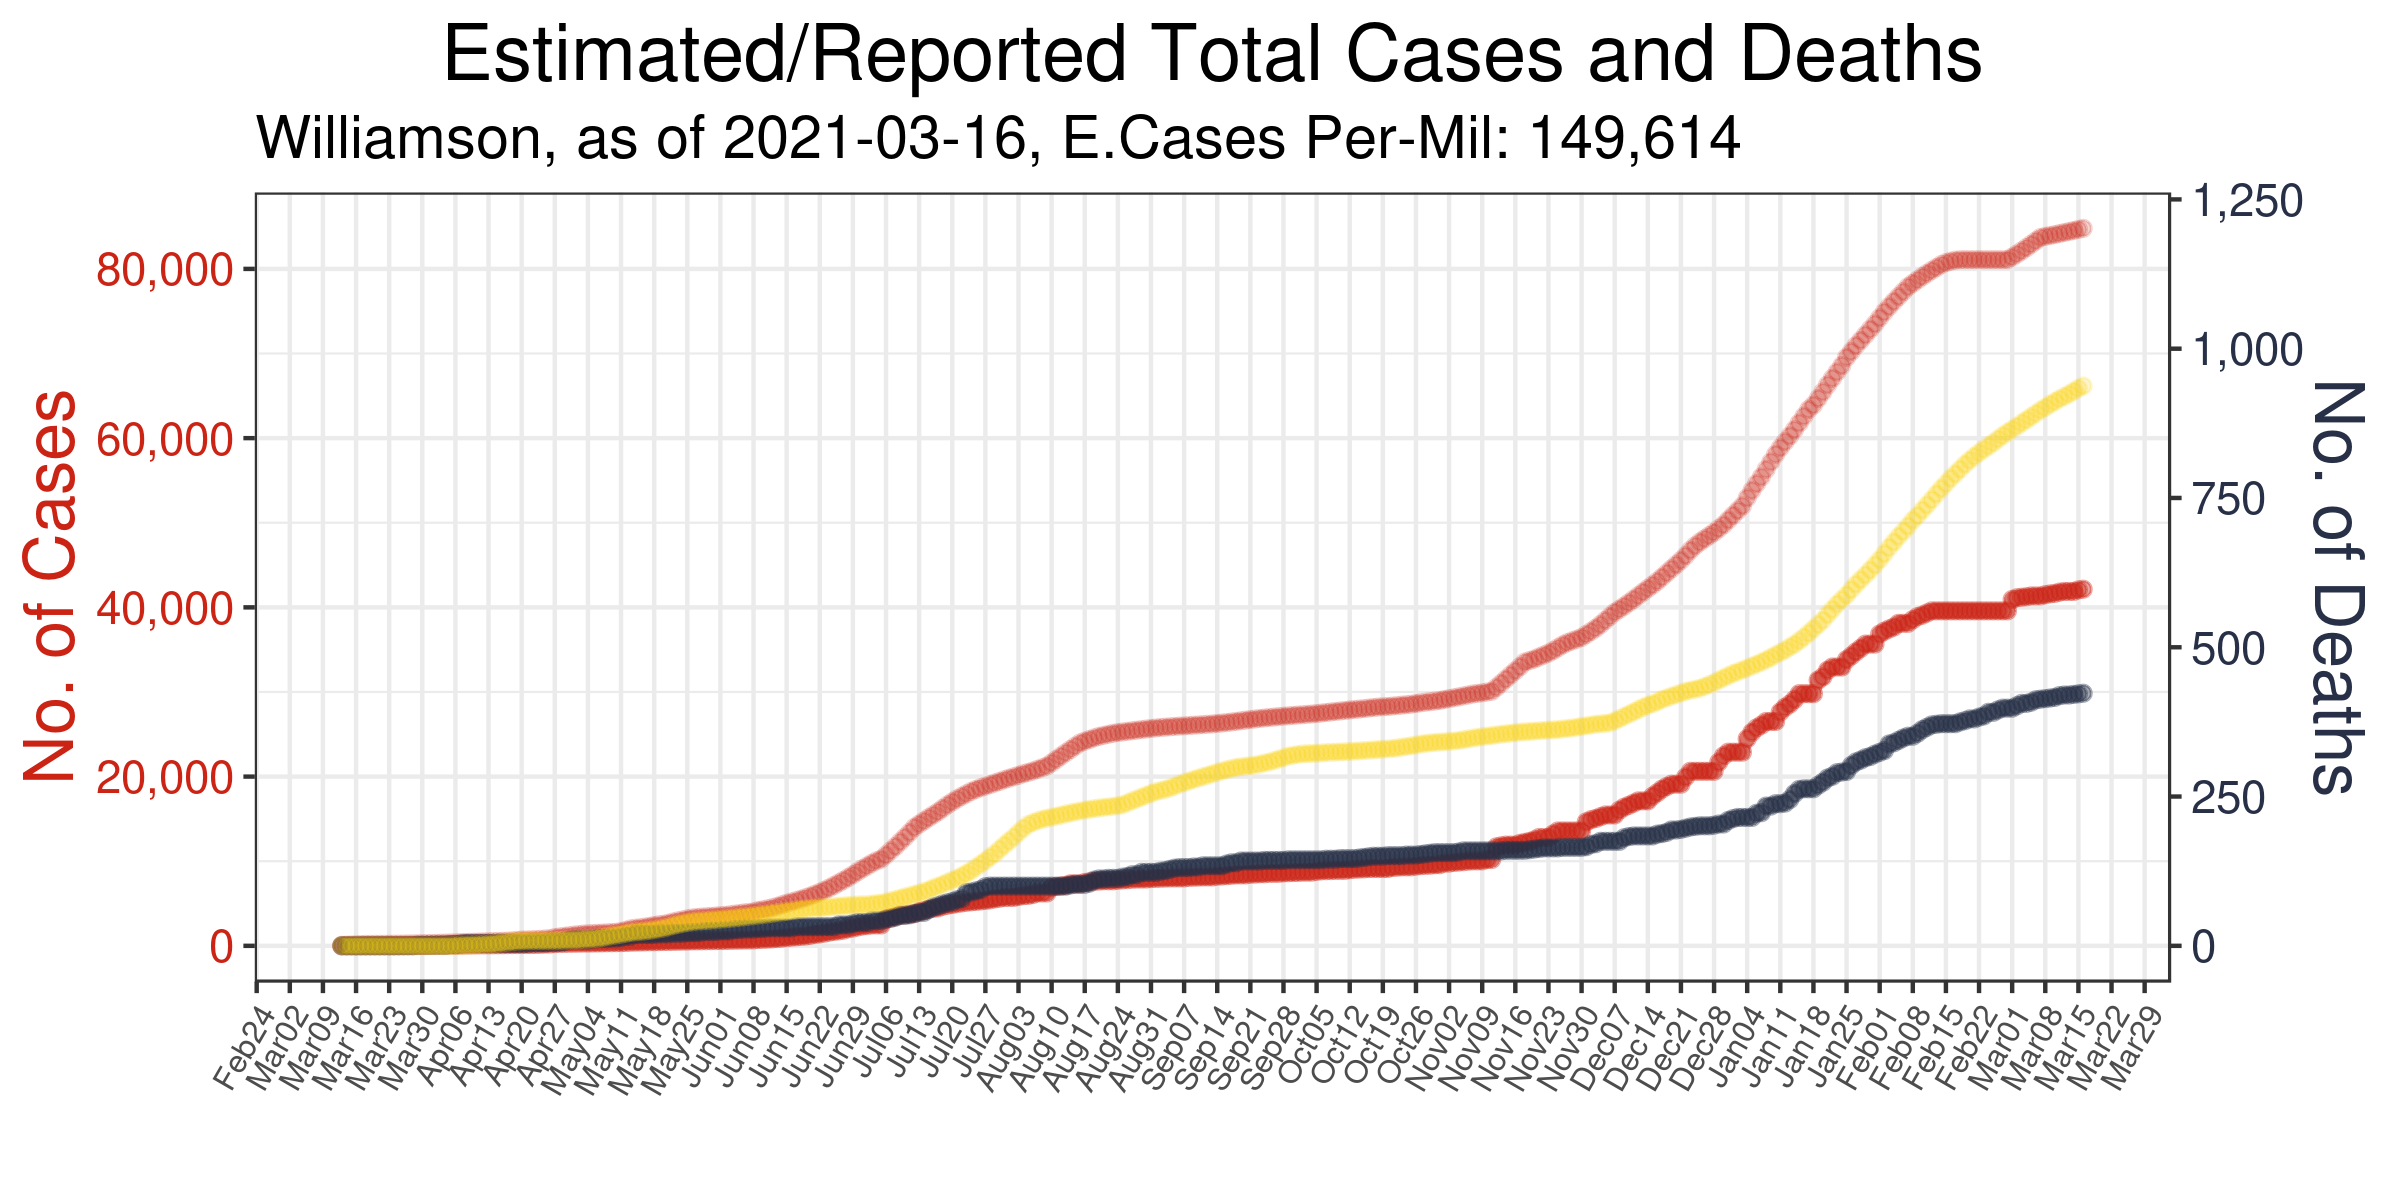 Estimated/Reported Total Cases and Deaths
Williamson, as of 2021-03-16, E.Cases Per-Mil: 149,614
No. of Cases
80,000
60,000
40,000
20,000
0
1,250
1,000
750
500
250
0
No. of Deaths
Feb24
Mar02
Mar09
Mar16
Mar23
Mar30
Apr06
Apr13
Apr20
Apr27
May04
May11
May18
May25
Jun01
Jun08
Jun15
Jun22
Jun29
Jul06
Jul13
Jul20
Jul27
Aug03
Aug10
Aug17
Aug24
Aug31
Sep07
Sep14
Sep21
Sep28
Oct05
Oct12
Oct19
Oct26
Nov02
Nov09
Nov16
Nov23
Nov30
Dec07
Dec14
Dec21
Dec28
Jan04
Jan11
Jan18
Jan25
Feb01
Feb08
Feb15
Feb22
Mar01
Mar08
Mar15
Mar22
Mar29